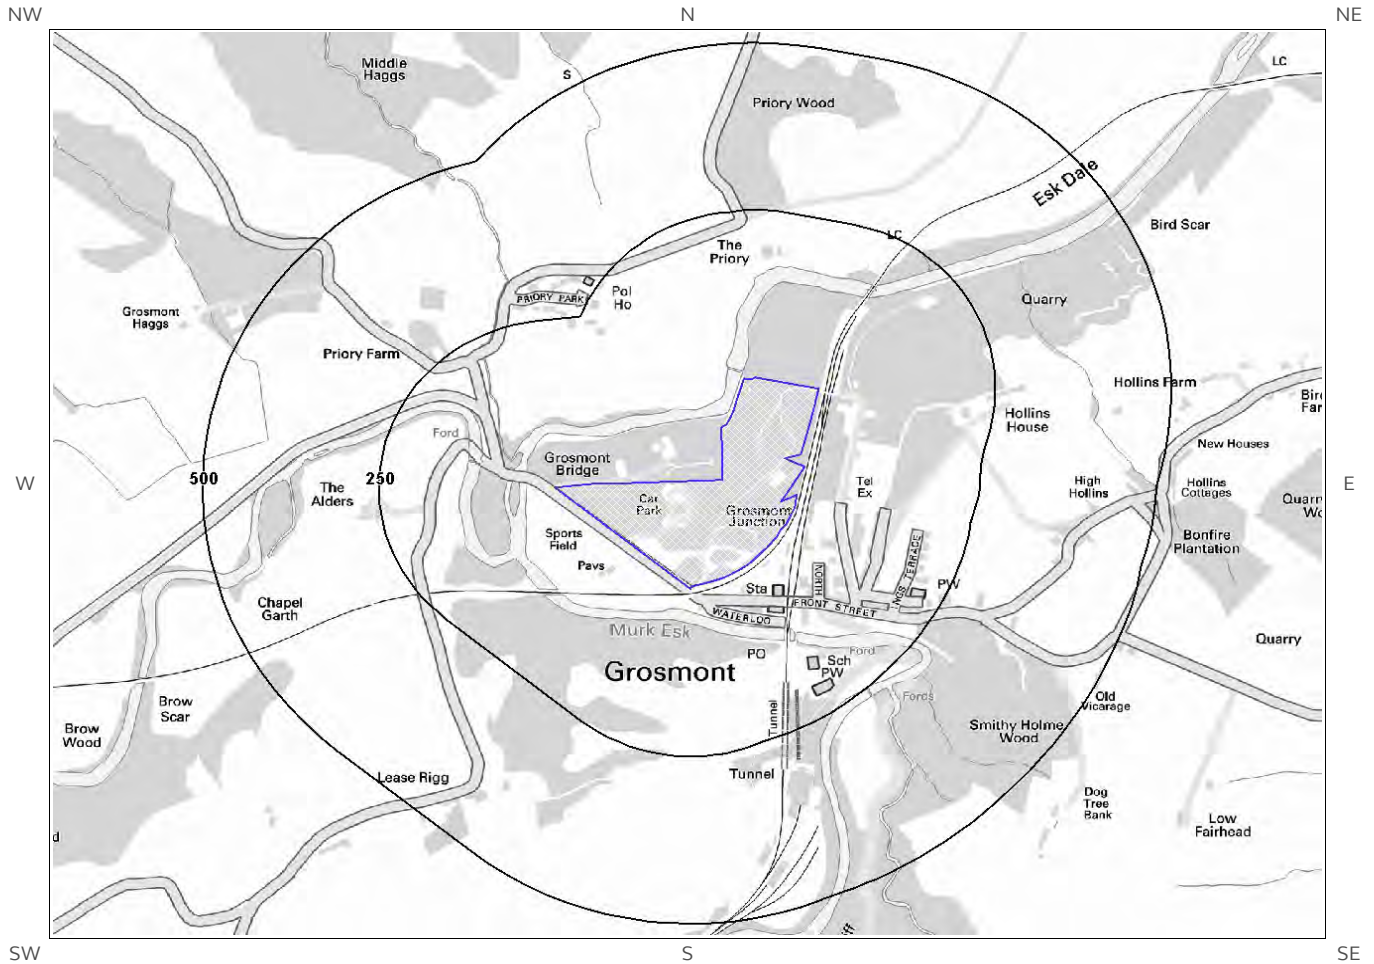 NW
N
NE
Middle
Haggs
S
LC
Priory Wood
Esk Dale
Bird Scar
LC
The
Priory
Pol
Ho
PRIORY PARK
Quarry
Grosmont
Haggs
Priory Farm
Hollins Farm
Hollins
House
Ford
New Houses
Grosmont
Bridge
W
500
250
The
Alders
Car
Park
Tel
Ex
High
Hollins
Hollins
Cottages
E
Grosmont
Junction
Sports
Field
Pavs
Bonfire
Plantation
NORTH
TERRACE
PW
Sta
Chapel
Garth
WATERLOO
FRONT STREET
Murk Esk
PO
Ford
Quarry
Sch
PW
Grosmont
Fords
Old
Vicarage
Brow
Scar
Brow
Wood
Tunnel
Smithy Holme
Wood
Lease Rigg
Tunnel
Dog
Tree
Bank
Low
Fairhead
SW
S
SE